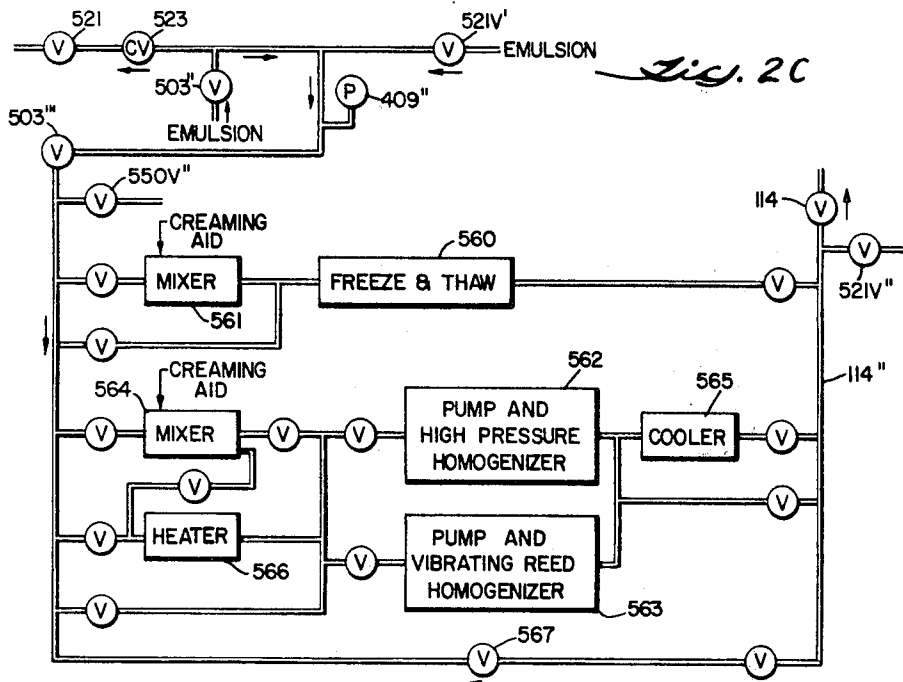 521
523
521V'
V
CV
V
EMULSION
Fig. 2C
503"
V
P
409"
EMULSION
503"'
V
550V"
V
114
V
CREAMING
AID
560
V
MIXER
FREEZE & THAW
V
V
521V"
561
V
CREAMING
AID
562
564
565
114"
V
MIXER
V
V
PUMP AND
HIGH PRESSURE
HOMOGENIZER
COOLER
V
V
V
V
HEATER
566
V
PUMP AND
VIBRATING REED
HOMOGENIZER
563
V
567
V
V